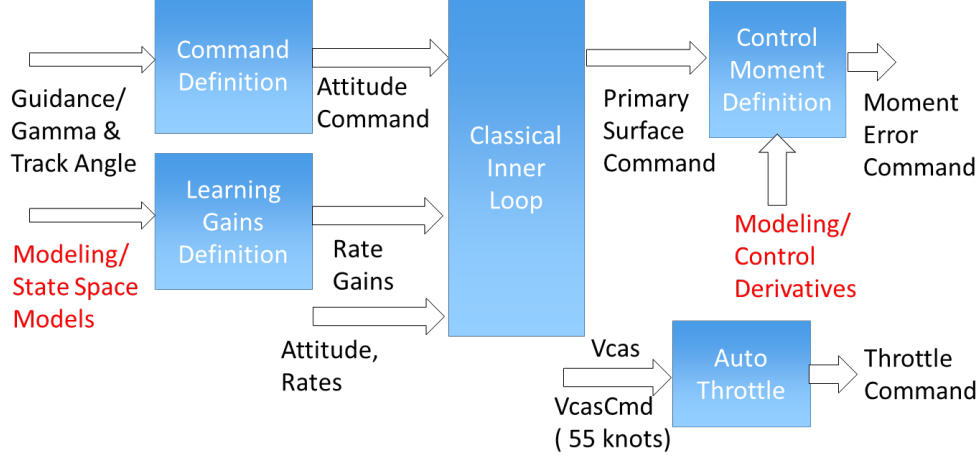 Command
Definition
Guidance/
Gamma &
Track Angle
Attitude
Command
Learning
Gains
Definition
Modeling/
State Space
Models
Rate
Gains
Attitude,
Rates
Classical
Inner
Loop
Primary
Surface
Command
Control
Moment
Definition
Moment
Error
Command
Modeling/
Control
Derivatives
Vcas
VcasCmd
( 55 knots)
Auto
Throttle
Throttle
Command